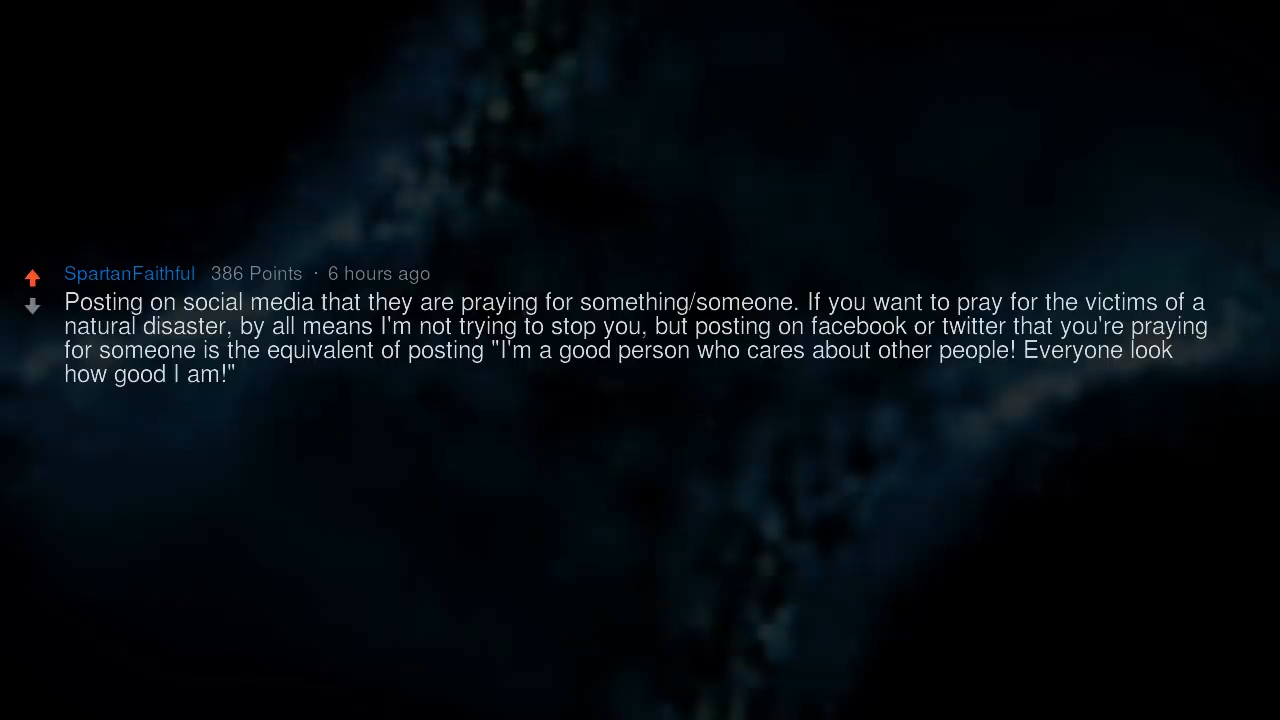 SpartanFaithful 386 Points · 6 hours ago
Posting on social media that they are praying for something/someone. If you want to pray for the victims of a
natural disaster, by all means I'm not trying to stop you, but posting on facebook or twitter that you're praying
for someone is the equivalent of posting "I'm a good person who cares about other people! Everyone look
how good I am!"